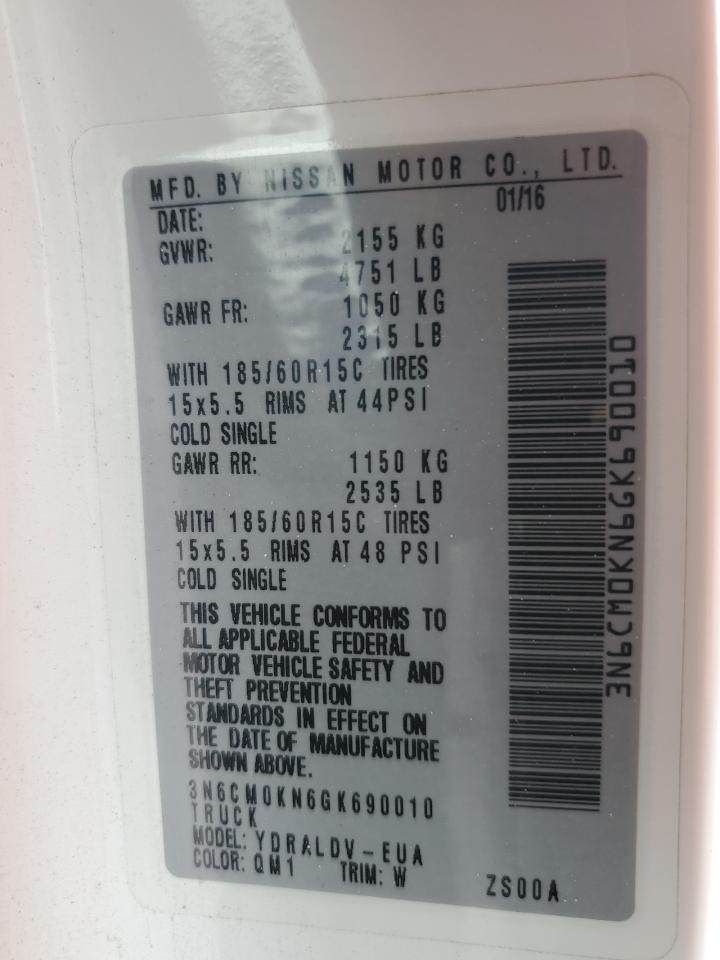 MFD. BY NISSAN MOTOR CO., LTD.
DATE: 01/16
GVWR: 2155 KG
4751 LB
GAWR FR: 1050 KG
2315 LB
WITH 185/60R15C TIRES
15x5.5 RIMS AT 44PSI
COLD SINGLE
GAWR RR: 1150 KG
2535 LB
WITH 185/60R15C TIRES
15x5.5 RIMS AT 48 PSI
COLD SINGLE
THIS VEHICLE CONFORMS TO
ALL APPLICABLE FEDERAL
MOTOR VEHICLE SAFETY AND
THEFT PREVENTION
STANDARDS IN EFFECT ON
THE DATE OF MANUFACTURE
SHOWN ABOVE.
3N6CM0KN6GK690010
TRUCK
MODEL: YDRALDV-EUA
COLOR: QM1 TRIM: W ZS00A
3N6CM0KN6GK690010